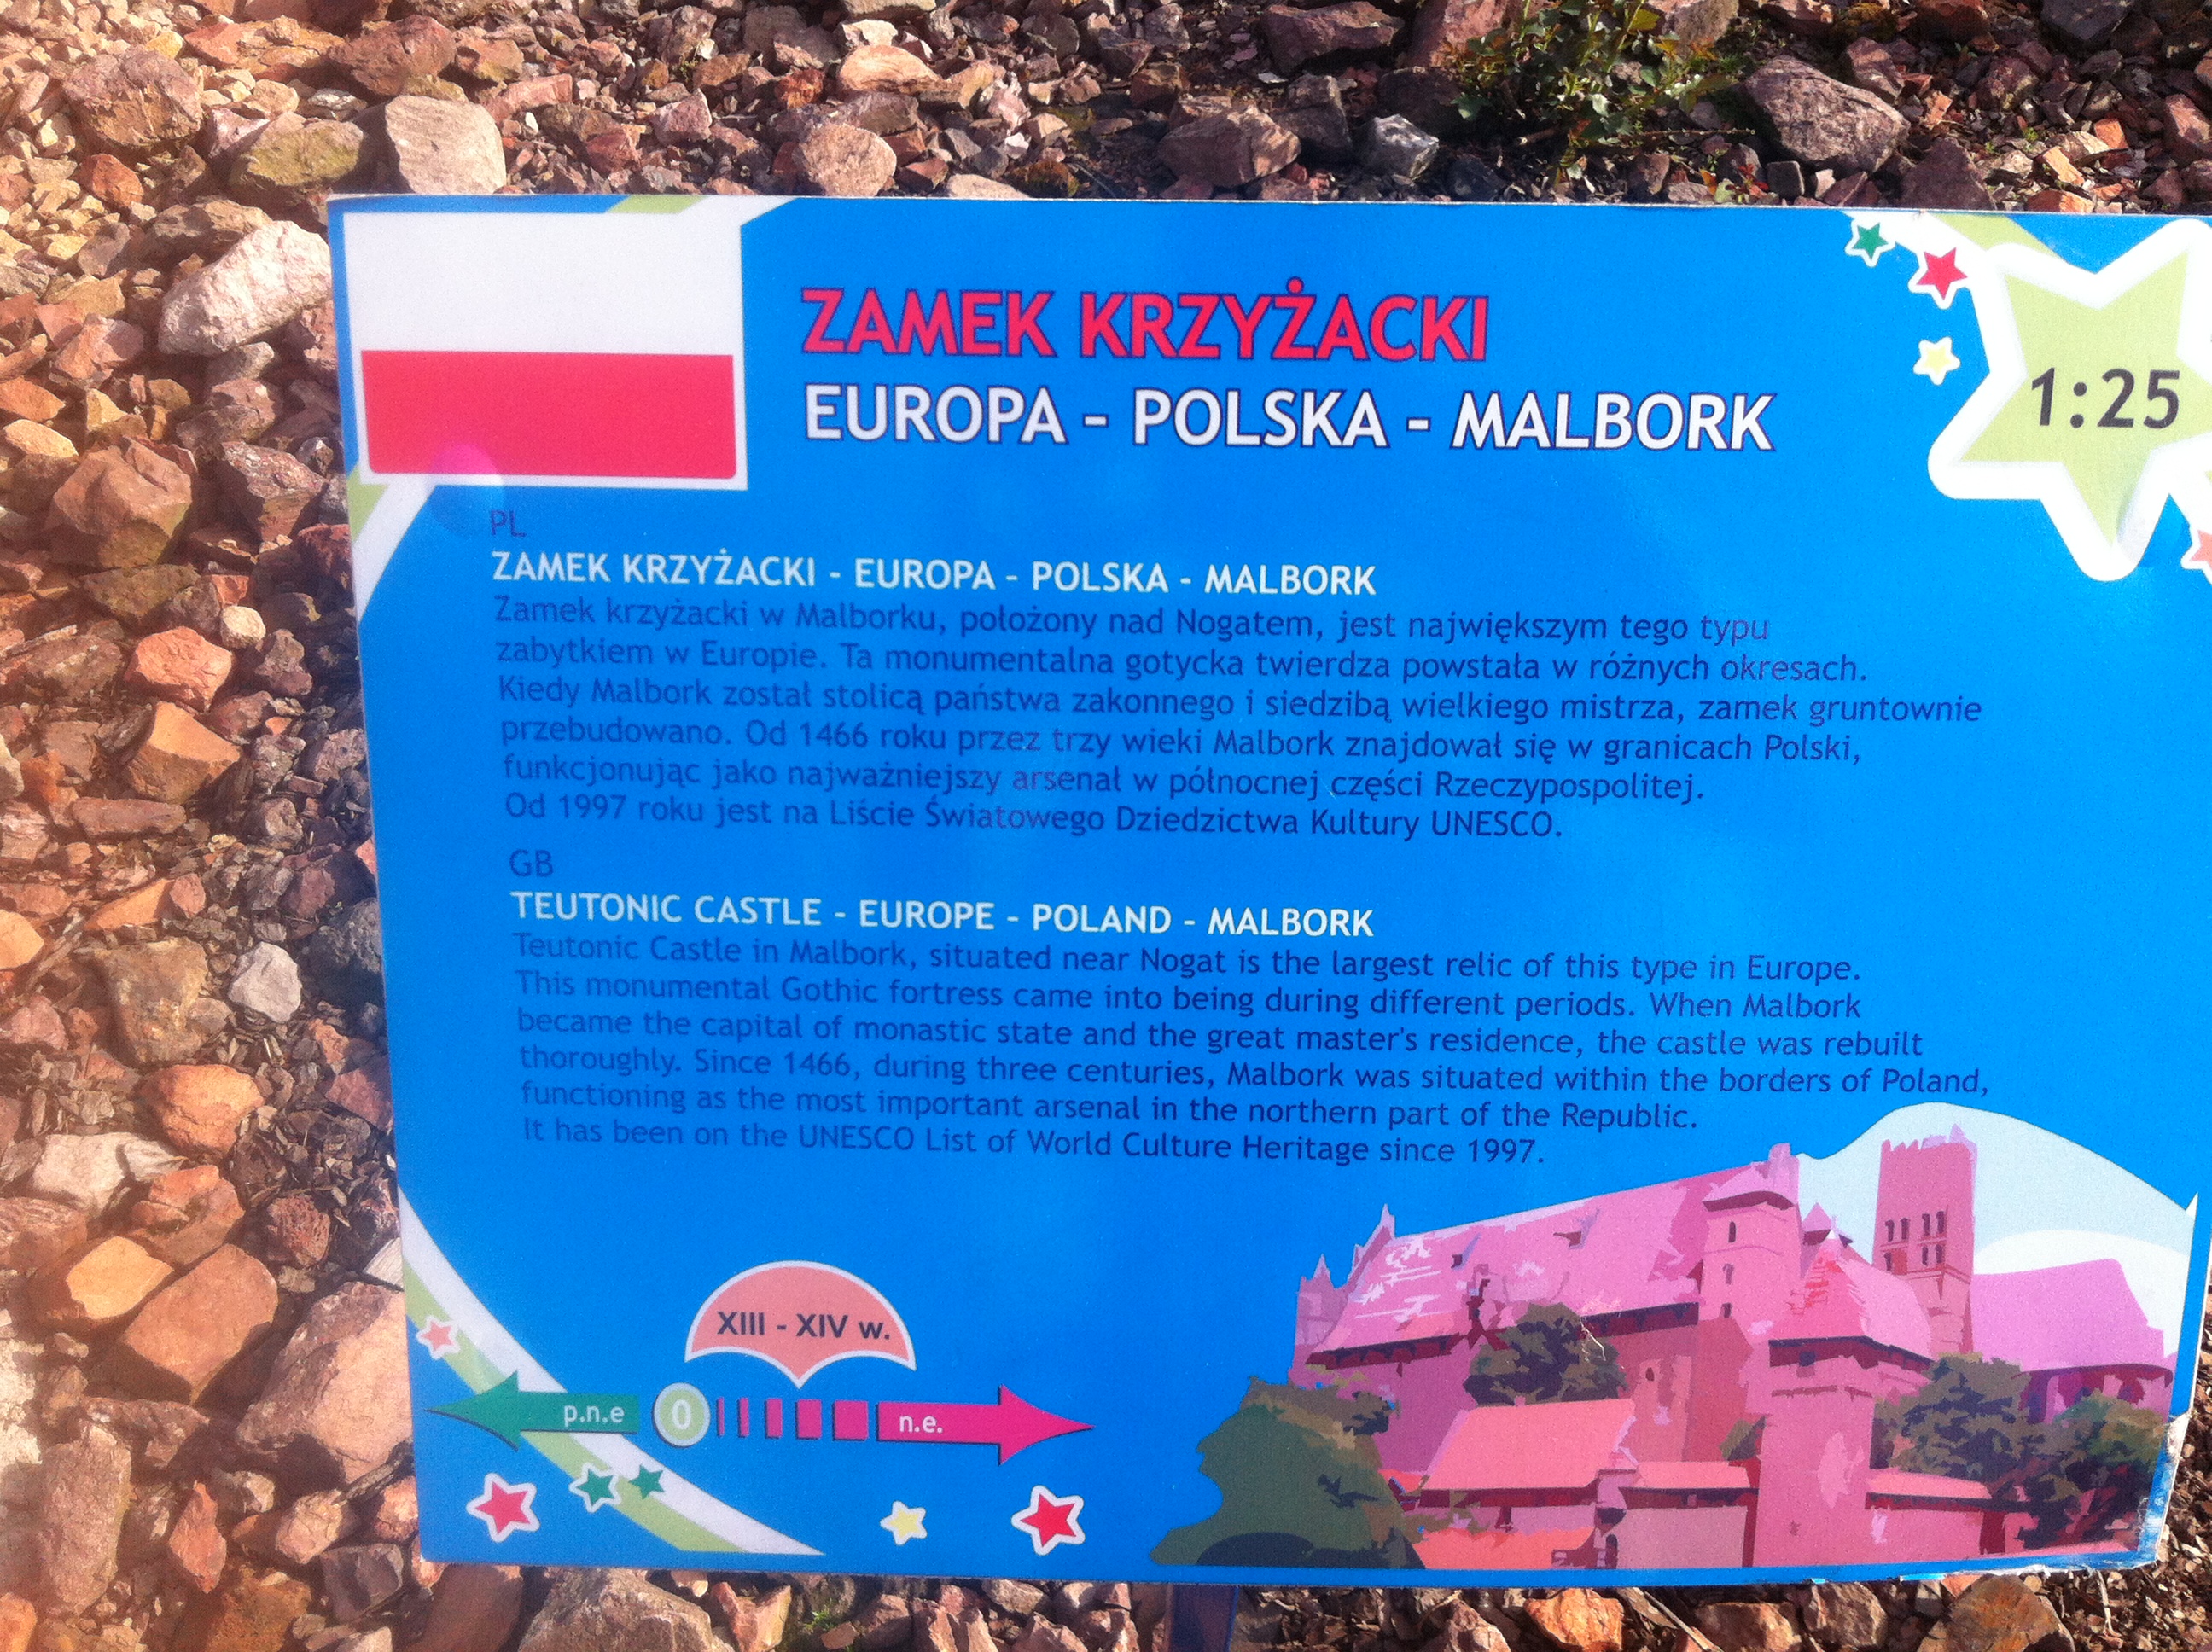 ZAMEK KRZYŻACKI
EUROPA - POLSKA - MALBORK
1:25
PL
ZAMEK KRZYŻACKI - EUROPA - POLSKA - MALBORK
Zamek krzyżacki w Malborku, położony nad Nogatem, jest największym tego typu
zabytkiem w Europie. Ta monumentalna gotycka twierdza powstała w różnych okresach.
Kiedy Malbork został stolicą państwa zakonnego i siedzibą wielkiego mistrza, zamek gruntownie
przebudowano. Od 1466 roku przez trzy wieki Malbork znajdował się w granicach Polski,
funkcjonując jako najważniejszy arsenał w północnej części Rzeczypospolitej.
Od 1997 roku jest na Liście Światowego Dziedzictwa Kultury UNESCO.
GB
TEUTONIC CASTLE - EUROPE - POLAND - MALBORK
Teutonic Castle in Malbork, situated near Nogat is the largest relic of this type in Europe.
This monumental Gothic fortress came into being during different periods. When Malbork
became the capital of monastic state and the great master's residence, the castle was rebuilt
thoroughly. Since 1466, during three centuries, Malbork was situated within the borders of Poland,
functioning as the most important arsenal in the northern part of the Republic.
It has been on the UNESCO List of World Culture Heritage since 1997.
XIII - XIV w.
p.n.e 0 n.e.